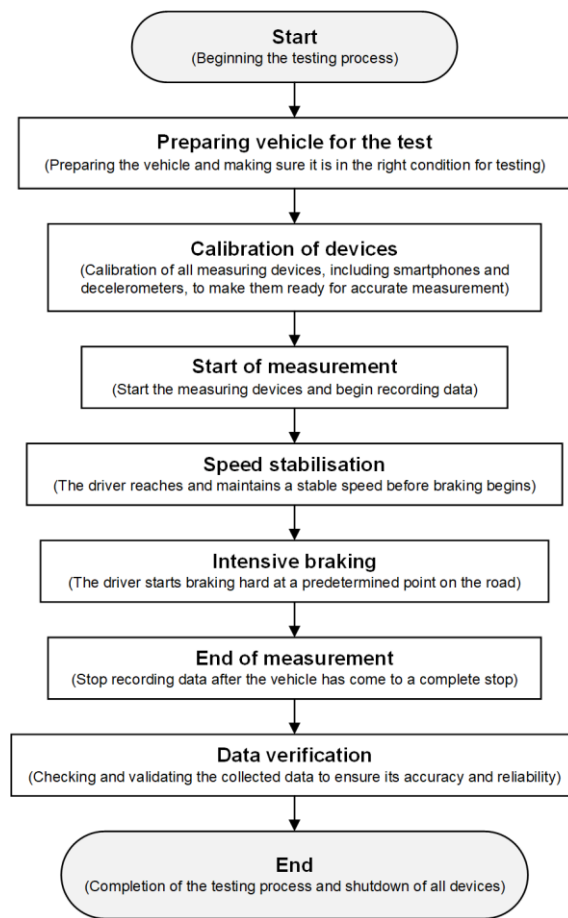 Start
(Beginning the testing process)
Preparing vehicle for the test
(Preparing the vehicle and making sure it is in the right condition for testing)
Calibration of devices
(Calibration of all measuring devices, including smartphones and
decelerometers, to make them ready for accurate measurement)
Start of measurement
(Start the measuring devices and begin recording data)
Speed stabilisation
(The driver reaches and maintains a stable speed before braking begins)
Intensive braking
(The driver starts braking hard at a predetermined point on the road)
End of measurement
(Stop recording data after the vehicle has come to a complete stop)
Data verification
(Checking and validating the collected data to ensure its accuracy and reliability)
End
(Completion of the testing process and shutdown of all devices)